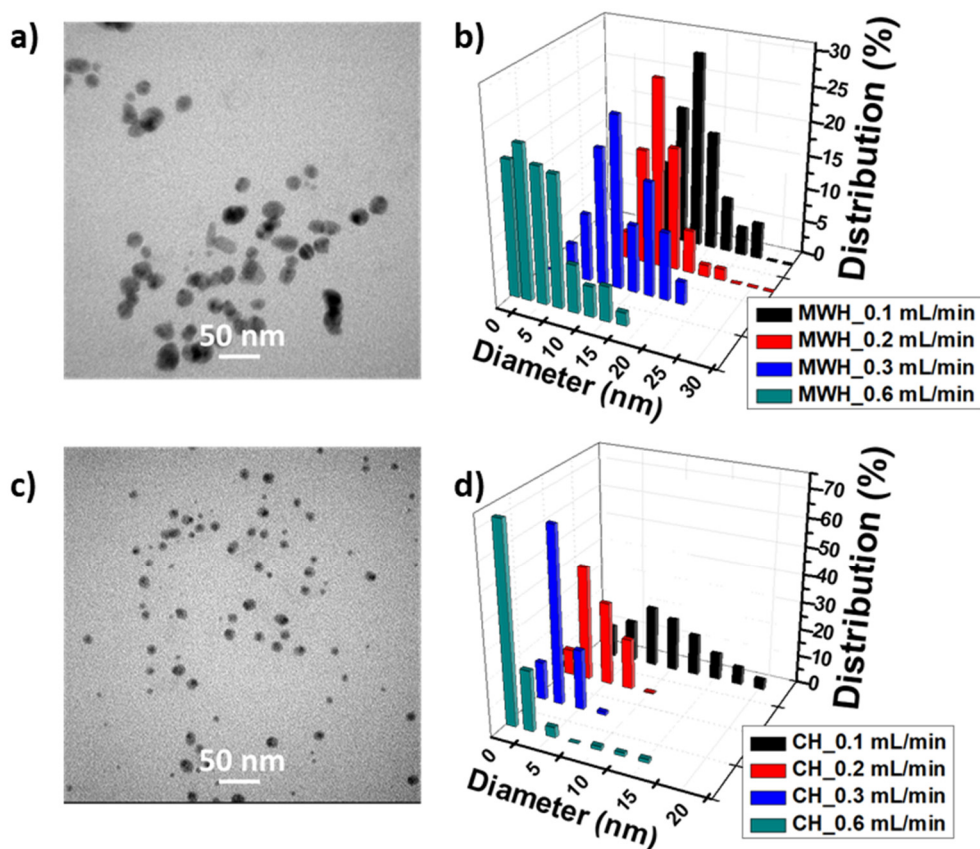 a)
50 nm
b)
30
25
20
15
10
5
0
Distribution (%)
0
5
10
15
20
25
30
Diameter (nm)
MWH_0.1 mL/min
MWH_0.2 mL/min
MWH_0.3 mL/min
MWH_0.6 mL/min
c)
50 nm
d)
70
60
50
40
30
20
10
0
Distribution (%)
0
5
10
15
20
Diameter (nm)
CH_0.1 mL/min
CH_0.2 mL/min
CH_0.3 mL/min
CH_0.6 mL/min